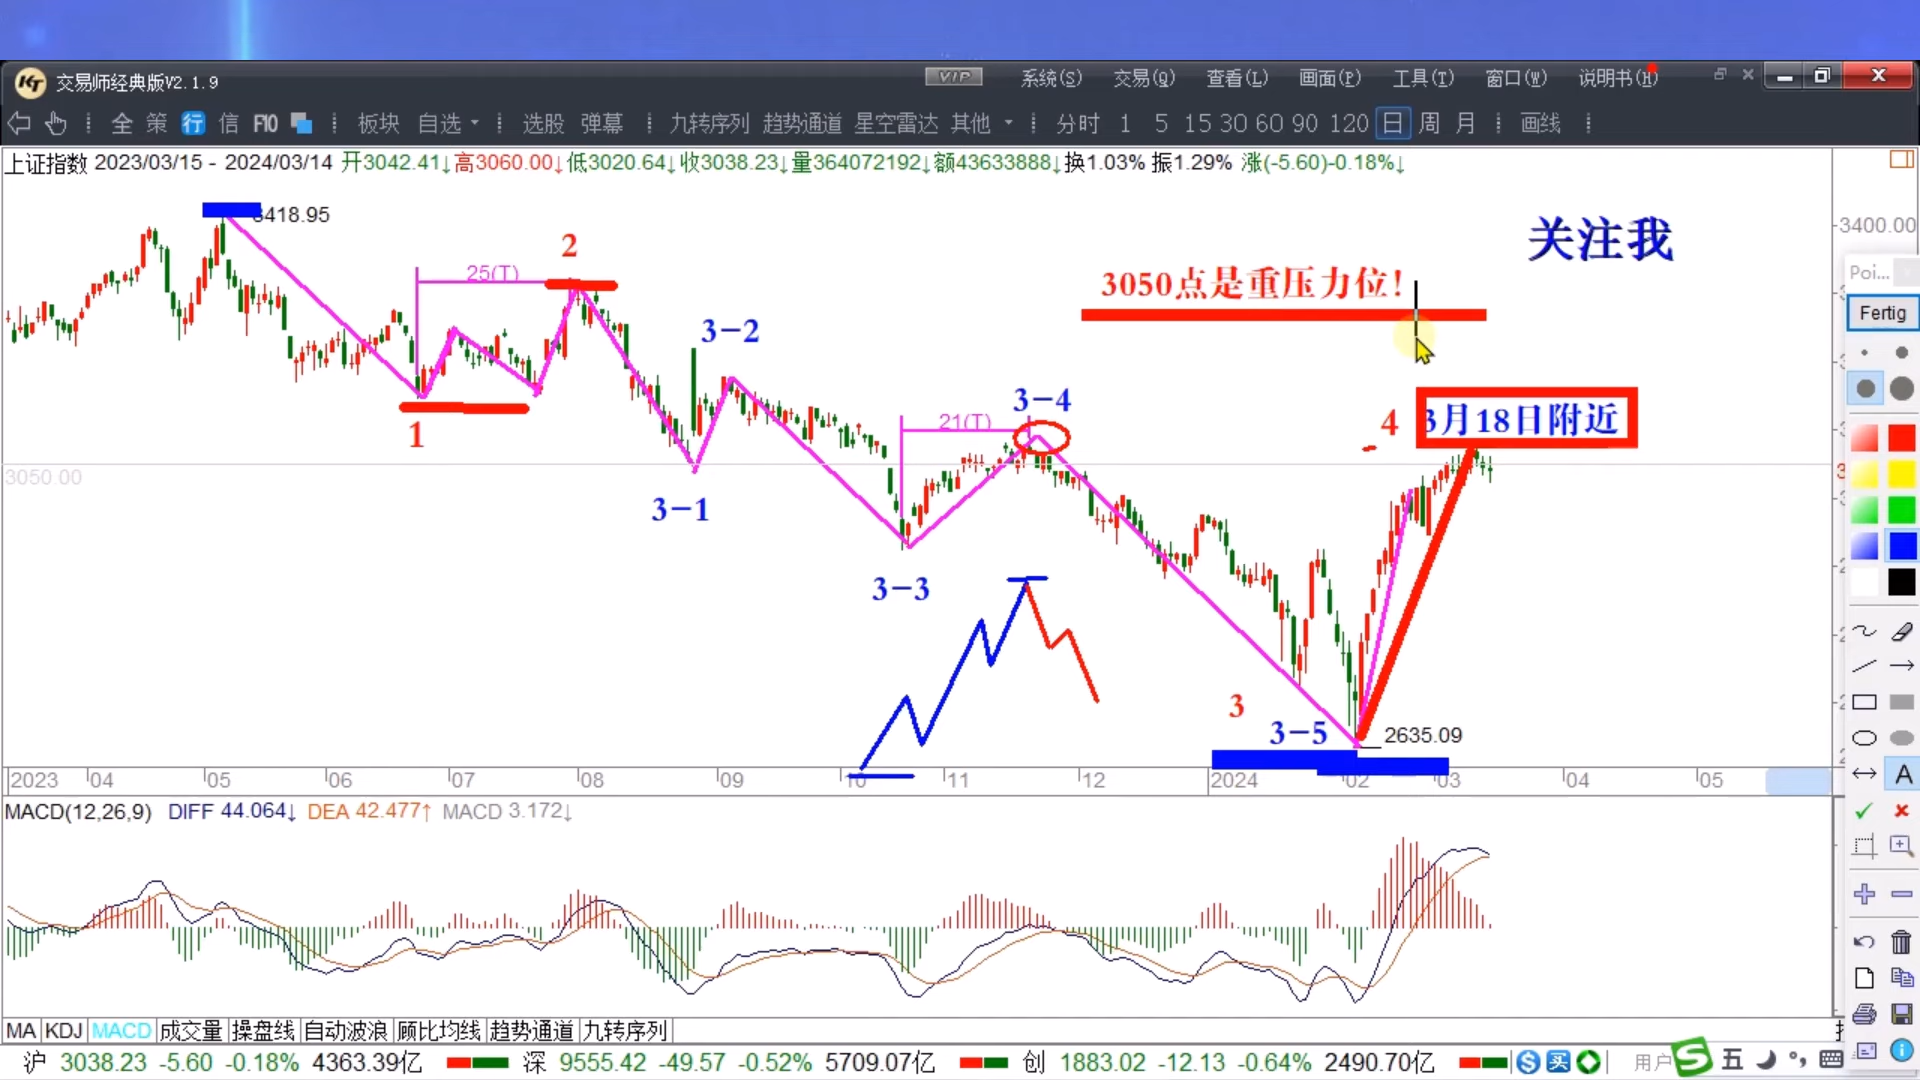 交易师经典版V2.1.9
VIP 系统(S) 交易(Q) 查看(L) 画面(P) 工具(T) 窗口(W) 说明书(H)
全 策 行 信 F10 板块 自选 选股 弹幕 九转序列 趋势通道 星空雷达 其他 分时 1 5 15 30 60 90 120 日 周 月 画线
上证指数 2023/03/15 - 2024/03/14 开3042.41↓高3060.00↓低3020.64↓收3038.23↓量364072192↓额43633888↓换1.03% 振1.29% 涨(-5.60)-0.18%↓
3418.95
3400.00
关注我
2
25(T)
3050点是重压力位!
Poi...
Fertig
3-2
3-4
21(T)
4
3月18日附近
1
3050.00
3-1
3-3
3
3-5
2635.09
2023 04 05 06 07 08 09 10 11 12 2024 02 03 04 05
A
MACD(12,26,9) DIFF 44.064↓ DEA 42.477↑ MACD 3.172↓
MA KDJ MACD 成交量 操盘线 自动波浪 顾比均线 趋势通道 九转序列
沪 3038.23 -5.60 -0.18% 4363.39亿 深 9555.42 -49.57 -0.52% 5709.07亿 创 1883.02 -12.13 -0.64% 2490.70亿 买 用户 五